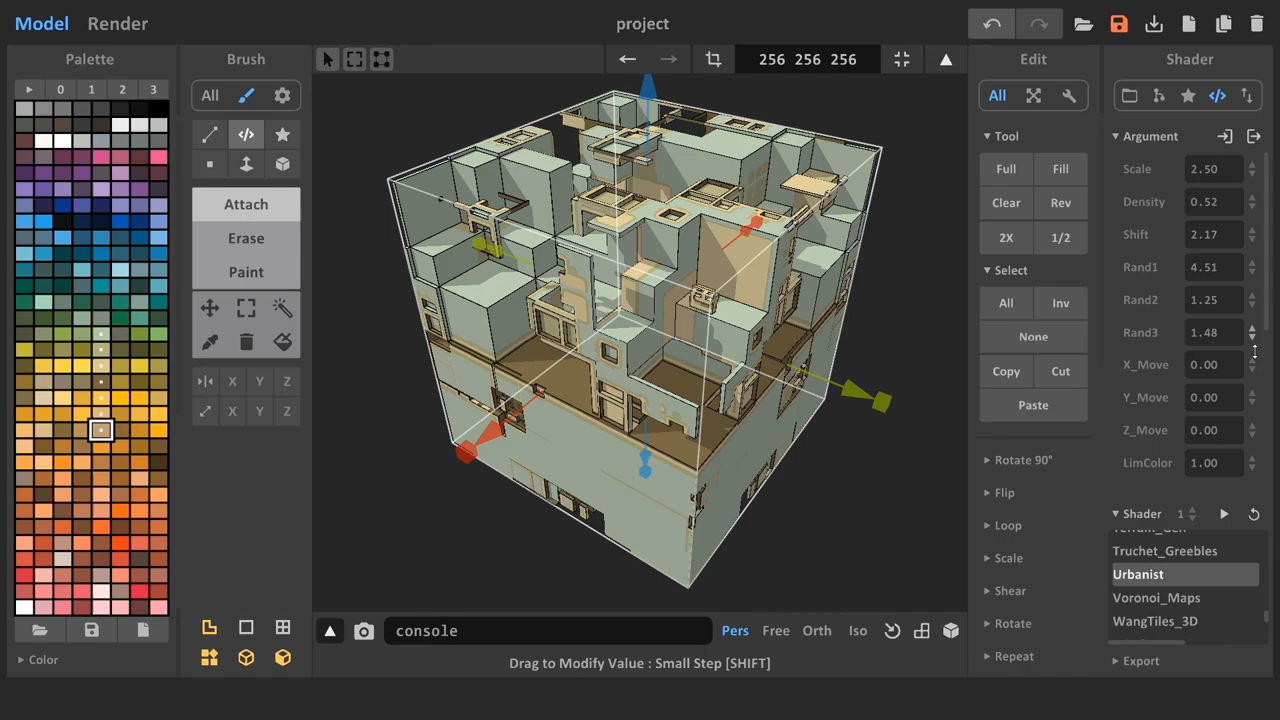 Model Render
project
Palette
Brush
256 256 256
Edit
Shader
0 1 2 3
All
All
Tool
Full Fill
Clear Rev
2X 1/2
Select
All Inv
None
Copy Cut
Paste
Rotate 90°
Flip
Loop
Scale
Shear
Rotate
Repeat
Attach
Erase
Paint
X Y Z
X Y Z
Argument
Scale 2.50
Density 0.52
Shift 2.17
Rand1 4.51
Rand2 1.25
Rand3 1.48
X_Move 0.00
Y_Move 0.00
Z_Move 0.00
LimColor 1.00
Shader 1
Terrain_Gen
Truchet_Greebles
Urbanist
Voronoi_Maps
WangTiles_3D
Export
Color
console
Pers Free Orth Iso
Drag to Modify Value : Small Step [SHIFT]